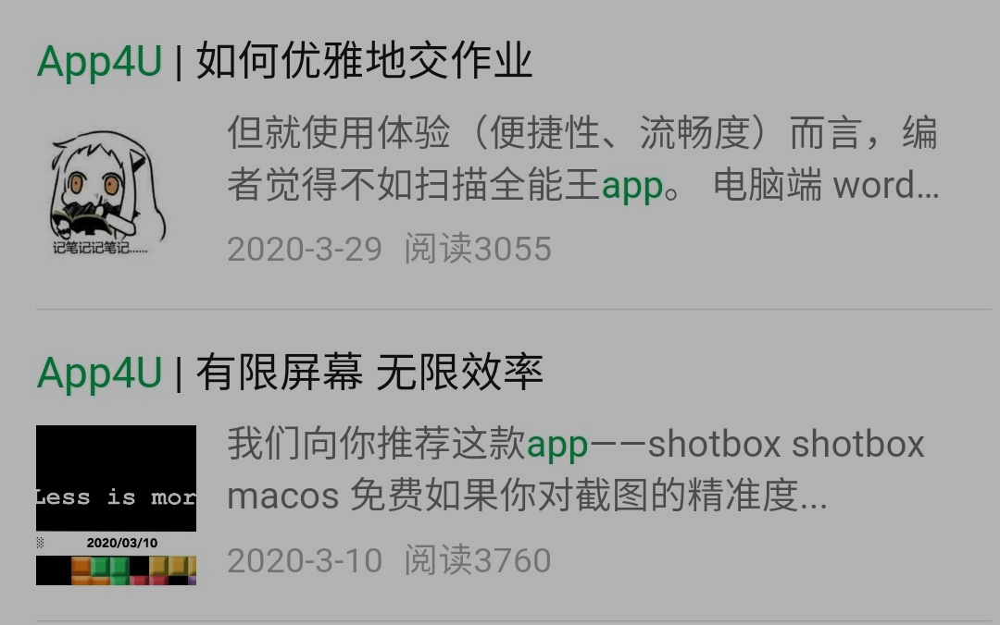 App4U | 如何优雅地交作业
但就使用体验（便捷性、流畅度）而言，编
者觉得不如扫描全能王app。 电脑端 word...
记笔记记笔记......
2020-3-29 阅读3055
App4U | 有限屏幕 无限效率
我们向你推荐这款app——shotbox shotbox
macos 免费如果你对截图的精准度...
Less is mor
2020/03/10
2020-3-10 阅读3760